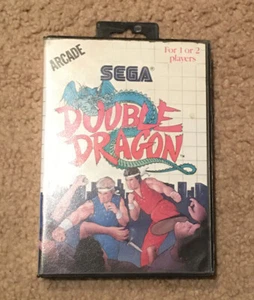 ARCADE
SEGA
For 1 or 2
players
DOUBLE
DRAGON